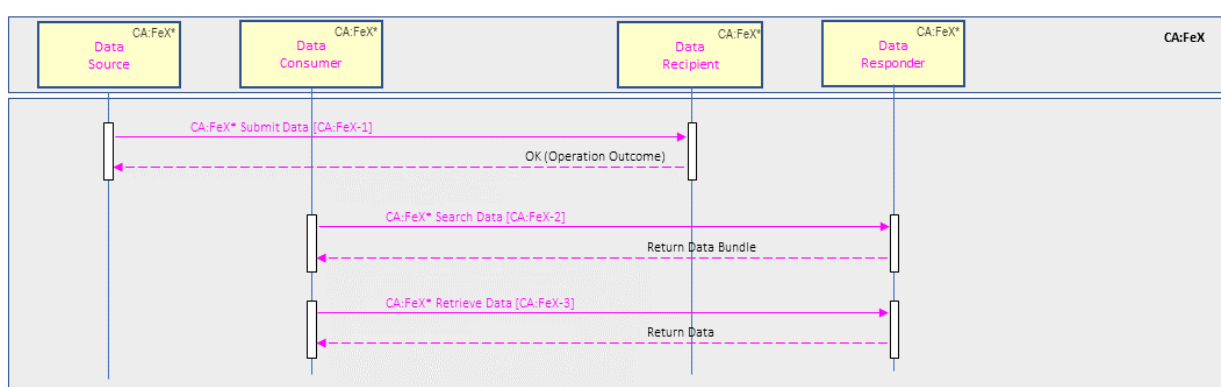 CA:FeX*
Data
Source
CA:FeX*
Data
Consumer
CA:FeX*
Data
Recipient
CA:FeX*
Data
Responder
CA:FeX
CA:FeX* Submit Data [CA:FeX-1]
OK (Operation Outcome)
CA:FeX* Search Data [CA:FeX-2]
Return Data Bundle
CA:FeX* Retrieve Data [CA:FeX-3]
Return Data